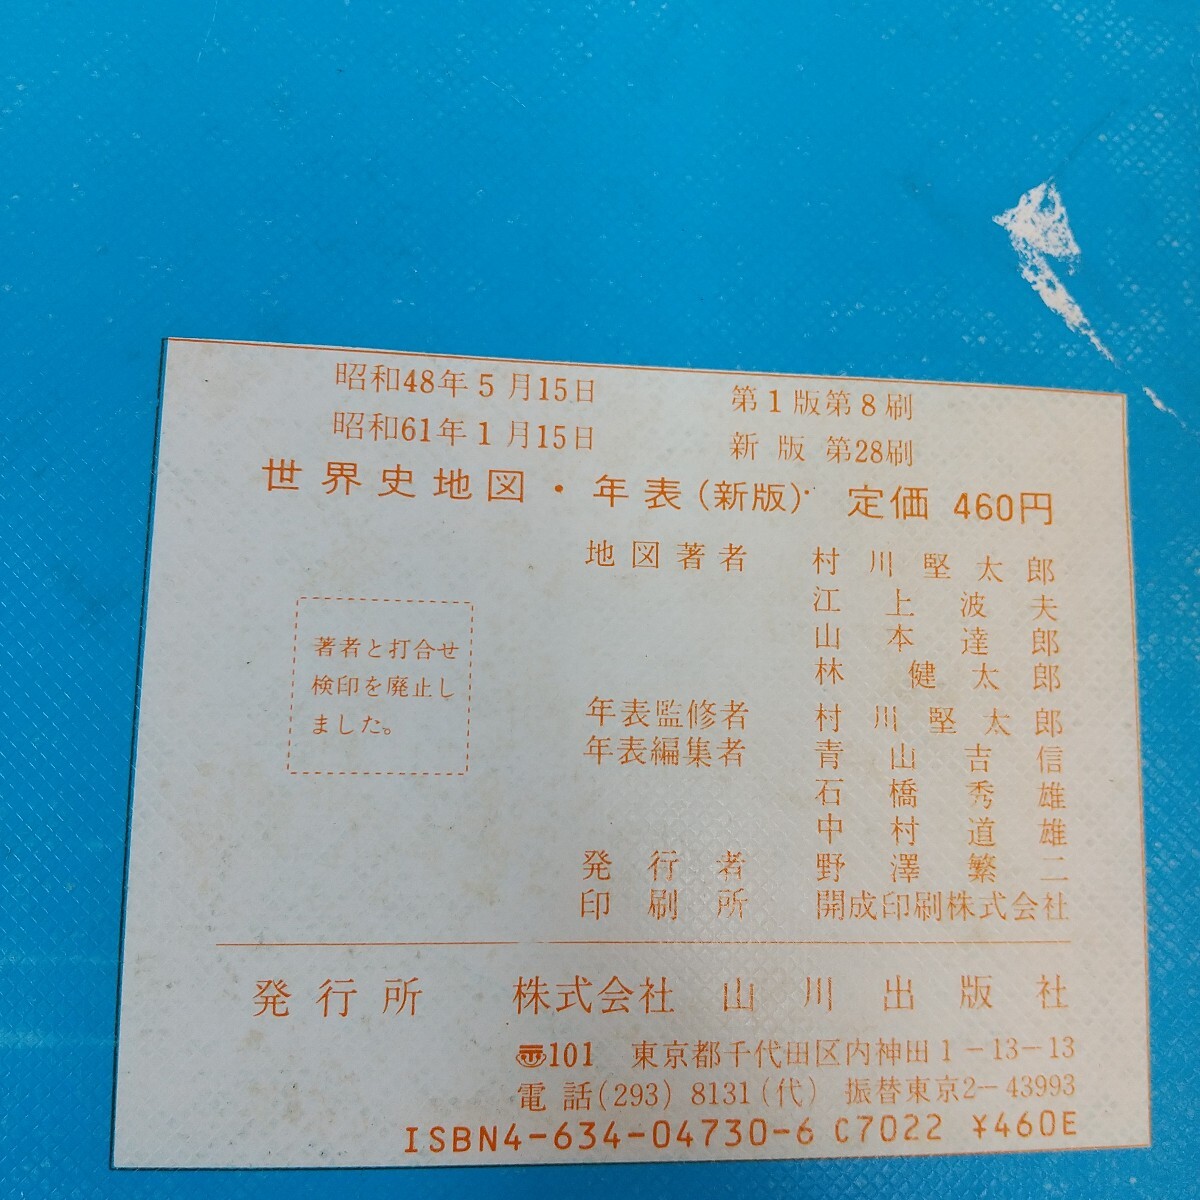 昭和48年5月15日 第1版第8刷
昭和61年1月15日 新版 第28刷
世界史地図・年表(新版) 定価 460円
地図著者 村川堅太郎
江上波夫
山本達郎
林健太郎
年表監修者 村川堅太郎
年表編集者 青山吉信
石橋秀雄
中村道雄
発行者 野澤繁二
印刷所 開成印刷株式会社
著者と打合せ
検印を廃止し
ました。
発行所 株式会社 山川出版社
〠101 東京都千代田区内神田1-13-13
電話(293)8131(代) 振替東京2-43993
ISBN4-634-04730-6 C7022 ¥460E